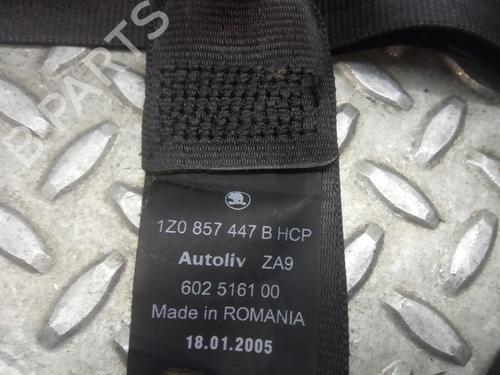 B-PARTS
1Z0 857 447 B HCP
Autoliv ZA9
602 5161 00
Made in ROMANIA
18.01.2005